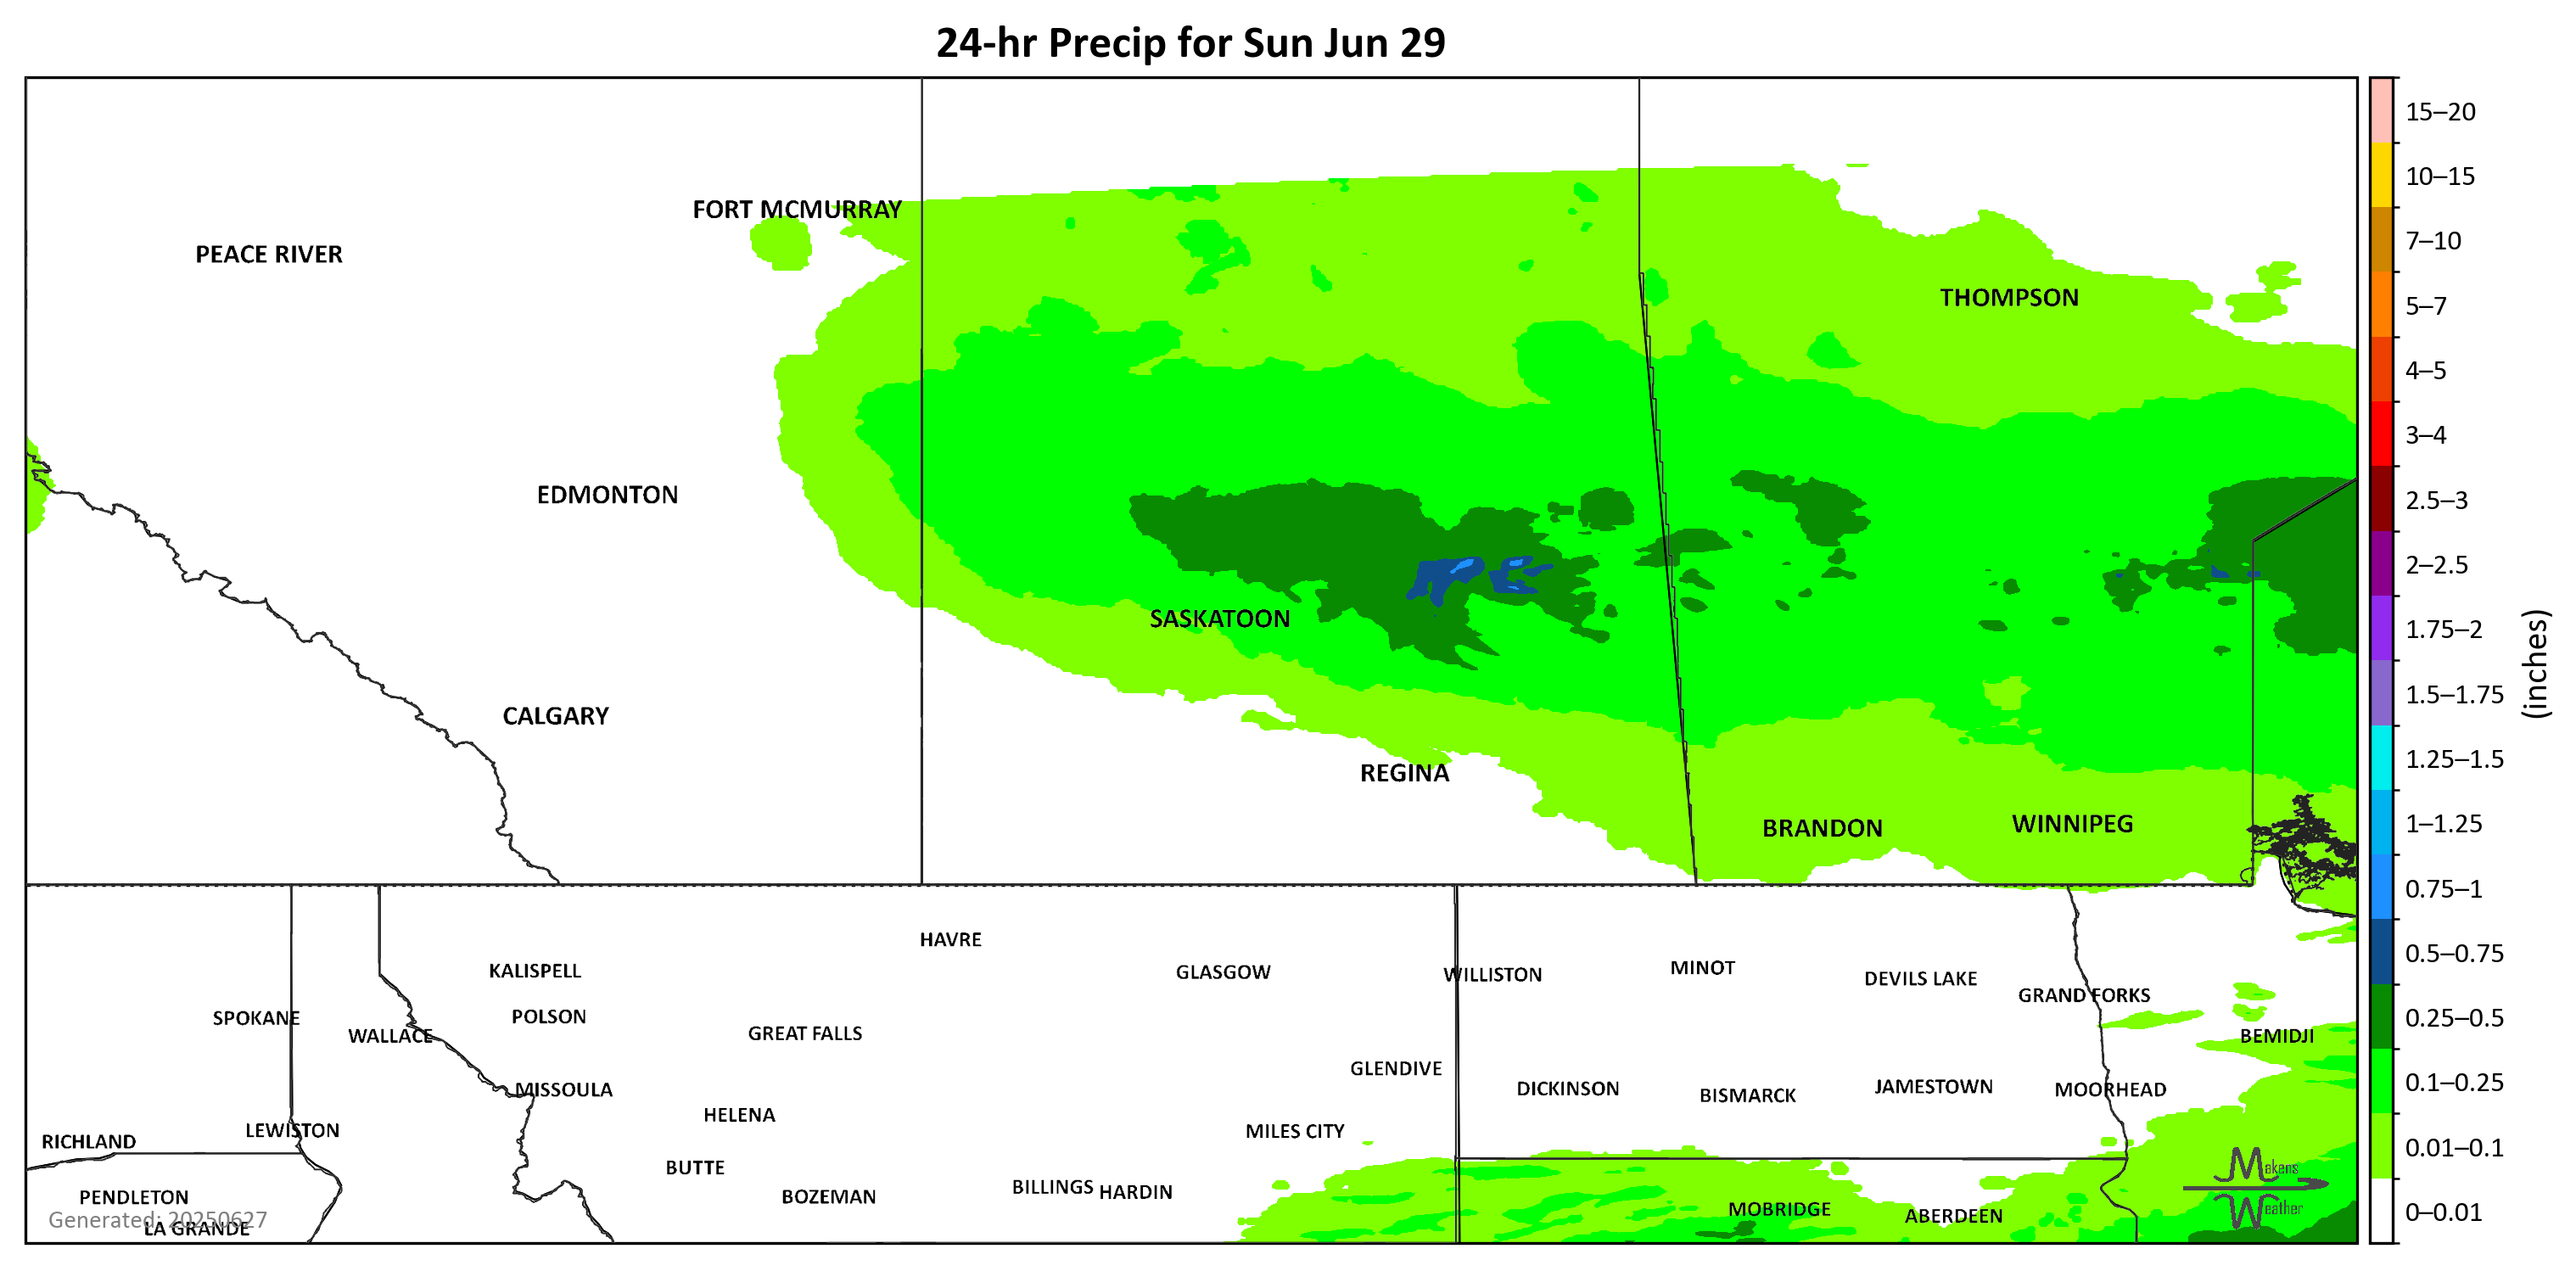 24-hr Precip for Sun Jun 29
FORT MCMURRAY
PEACE RIVER
THOMPSON
EDMONTON
SASKATOON
CALGARY
REGINA
BRANDON
WINNIPEG
HAVRE
KALISPELL
GLASGOW
WILLISTON
MINOT
DEVILS LAKE
GRAND FORKS
SPOKANE
POLSON
WALLACE
GREAT FALLS
BEMIDJI
GLENDIVE
MISSOULA
DICKINSON
BISMARCK
JAMESTOWN
MOORHEAD
HELENA
LEWISTON
MILES CITY
RICHLAND
BUTTE
BILLINGS
HARDIN
PENDLETON
BOZEMAN
MOBRIDGE
ABERDEEN
Generated: 20250627
LA GRANDE
Makens
Weather
15–20
10–15
7–10
5–7
4–5
3–4
2.5–3
2–2.5
1.75–2
1.5–1.75
1.25–1.5
1–1.25
0.75–1
0.5–0.75
0.25–0.5
0.1–0.25
0.01–0.1
0–0.01
(inches)